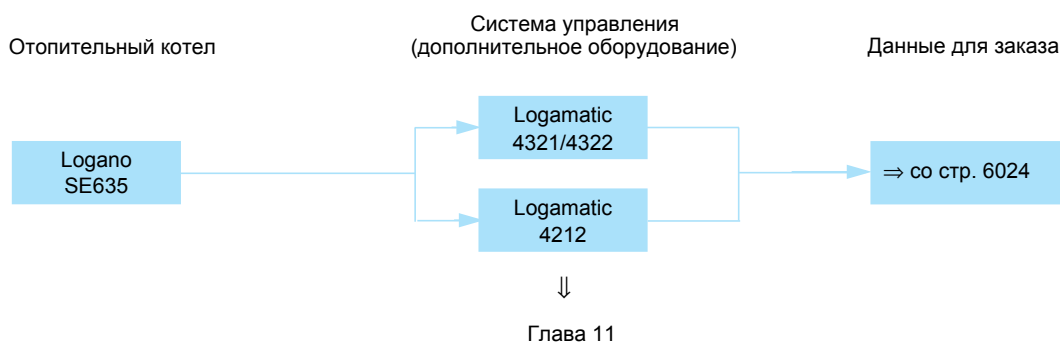 Отопительный котел
Система управления
(дополнительное оборудование)
Данные для заказа
Logano
SE635
Logamatic
4321/4322
Logamatic
4212
⇒ со стр. 6024
⇓
Глава 11